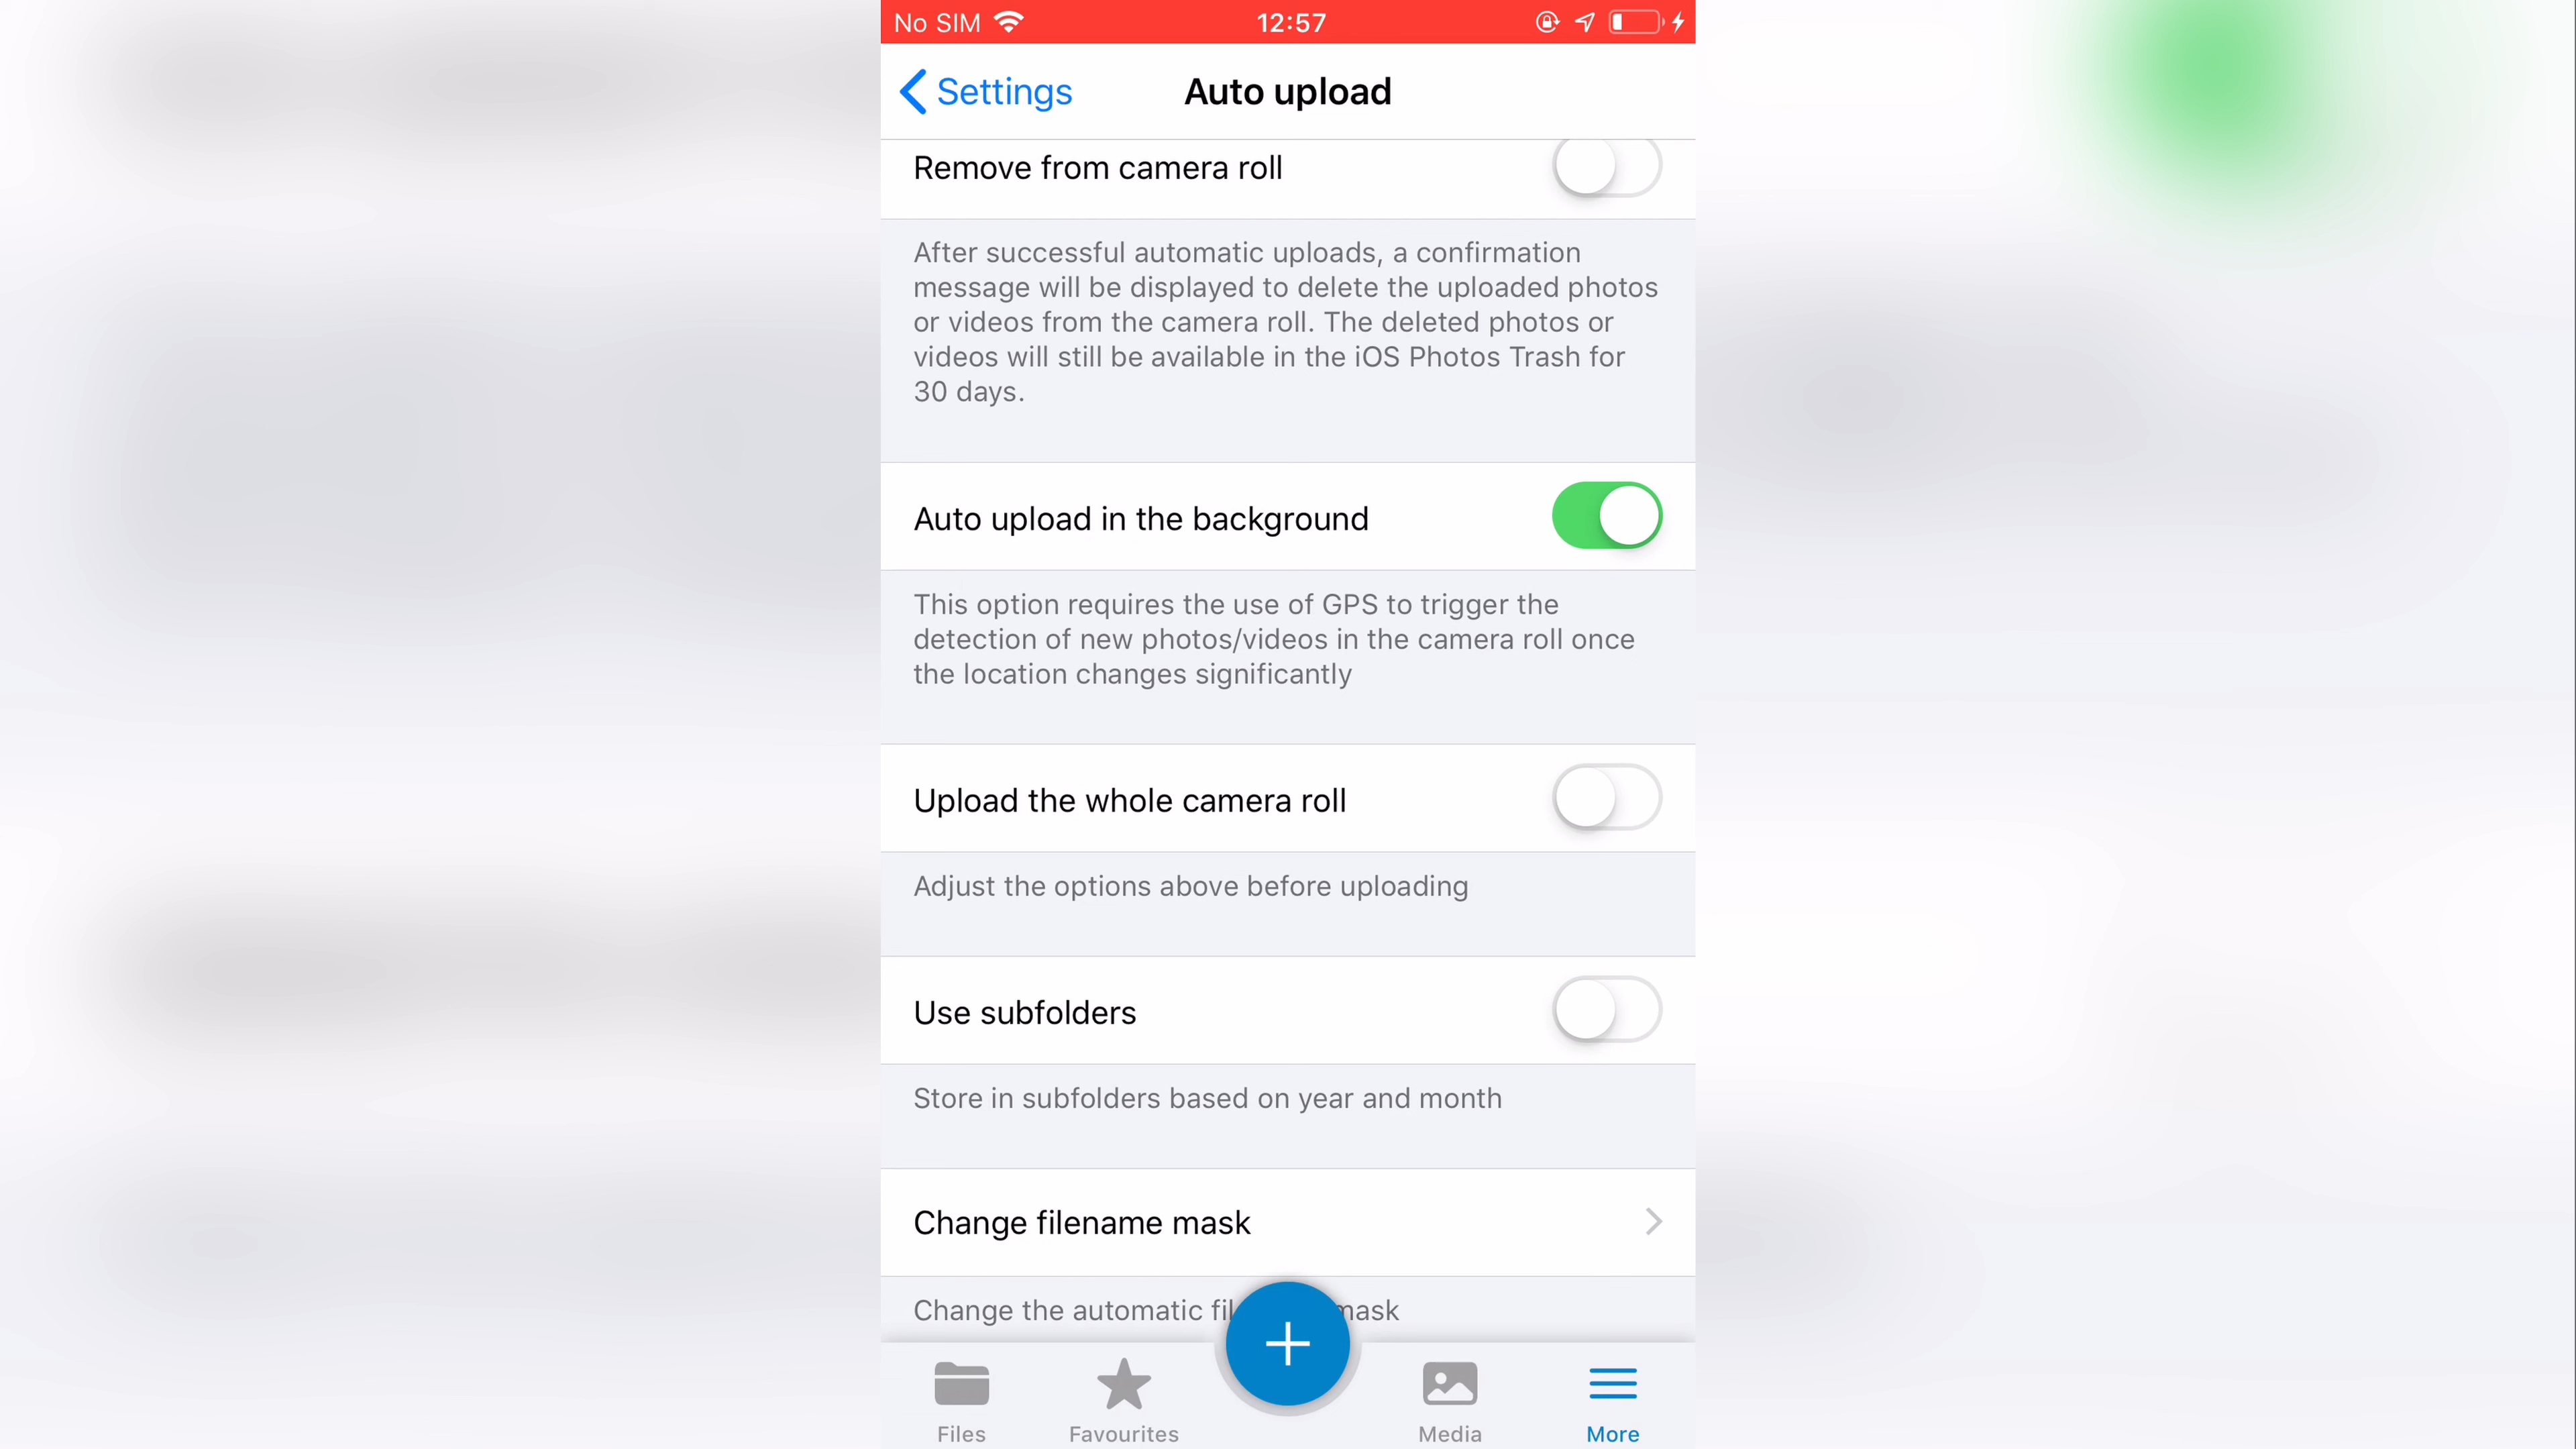 No SIM 12:57
Settings Auto upload
Remove from camera roll
After successful automatic uploads, a confirmation
message will be displayed to delete the uploaded photos
or videos from the camera roll. The deleted photos or
videos will still be available in the iOS Photos Trash for
30 days.
Auto upload in the background
This option requires the use of GPS to trigger the
detection of new photos/videos in the camera roll once
the location changes significantly
Upload the whole camera roll
Adjust the options above before uploading
Use subfolders
Store in subfolders based on year and month
Change filename mask
Change the automatic mask
Files Favourites Media More